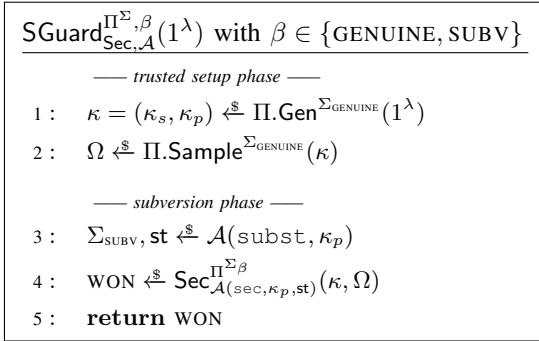 SGuard^{Π^Σ,β}_{Sec,𝒜}(1^λ) with β ∈ {GENUINE, SUBV}
—— trusted setup phase ——
1 : κ = (κ_s, κ_p) ←$ Π.Gen^{Σ_GENUINE}(1^λ)
2 : Ω ←$ Π.Sample^{Σ_GENUINE}(κ)
—— subversion phase ——
3 : Σ_SUBV, st ←$ 𝒜(subst, κ_p)
4 : WON ←$ Sec^{Π^{Σ_β}}_{𝒜(sec,κ_p,st)}(κ, Ω)
5 : return WON